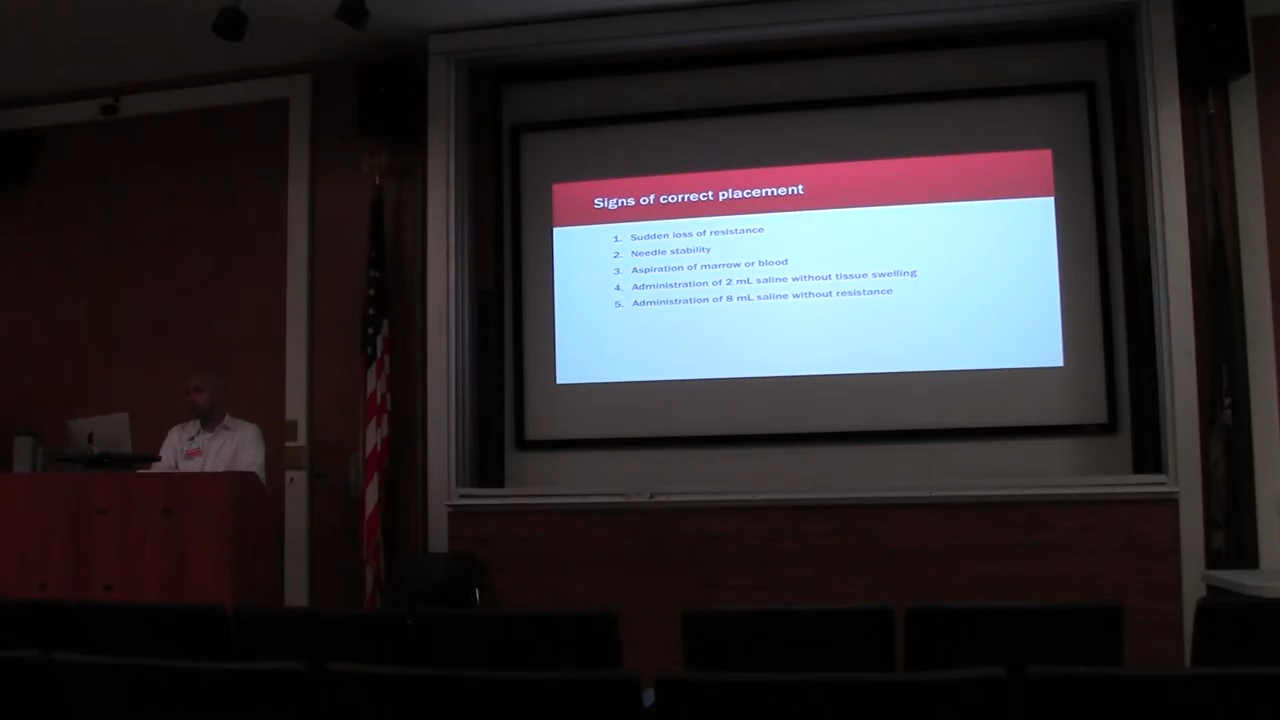 Signs of correct placement
1. Sudden loss of resistance
2. Needle stability
3. Aspiration of marrow or blood
4. Administration of 2 mL saline without tissue swelling
5. Administration of 8 mL saline without resistance